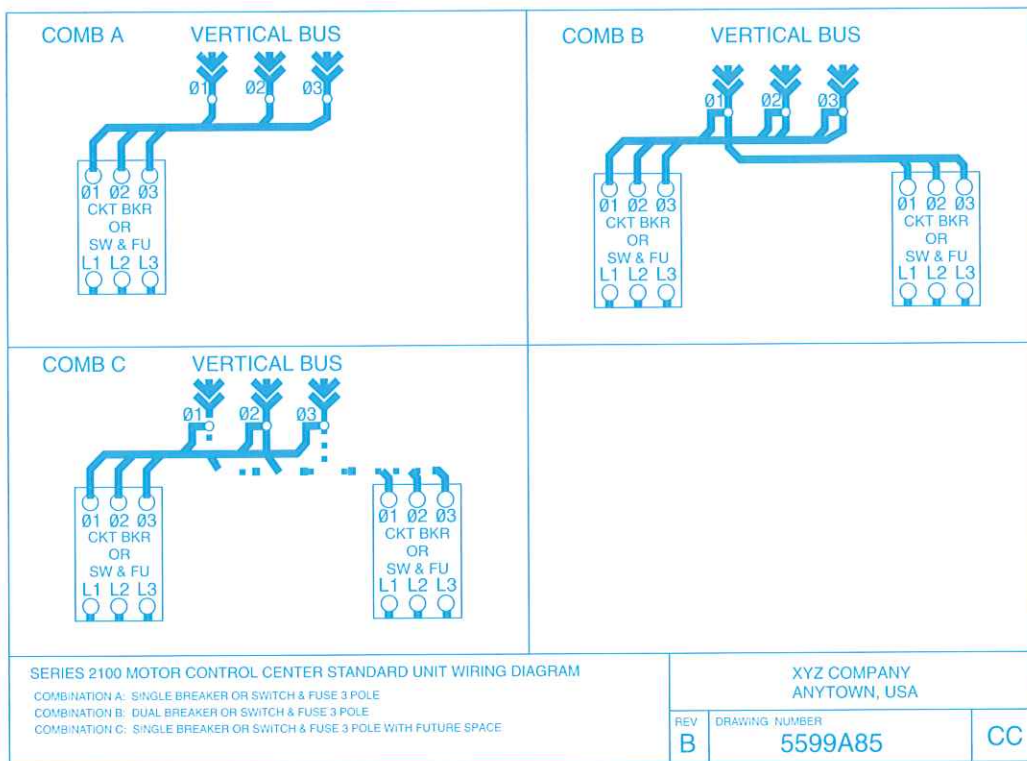 COMB A VERTICAL BUS
Ø1 Ø2 Ø3
Ø1 Ø2 Ø3
CKT BKR
OR
SW & FU
L1 L2 L3
COMB B VERTICAL BUS
Ø1 Ø2 Ø3
Ø1 Ø2 Ø3
CKT BKR
OR
SW & FU
L1 L2 L3
Ø1 Ø2 Ø3
CKT BKR
OR
SW & FU
L1 L2 L3
COMB C VERTICAL BUS
Ø1 Ø2 Ø3
Ø1 Ø2 Ø3
CKT BKR
OR
SW & FU
L1 L2 L3
Ø1 Ø2 Ø3
CKT BKR
OR
SW & FU
L1 L2 L3
SERIES 2100 MOTOR CONTROL CENTER STANDARD UNIT WIRING DIAGRAM
COMBINATION A: SINGLE BREAKER OR SWITCH & FUSE 3 POLE
COMBINATION B: DUAL BREAKER OR SWITCH & FUSE 3 POLE
COMBINATION C: SINGLE BREAKER OR SWITCH & FUSE 3 POLE WITH FUTURE SPACE
XYZ COMPANY
ANYTOWN, USA
REV
B
DRAWING NUMBER
5599A85
CC